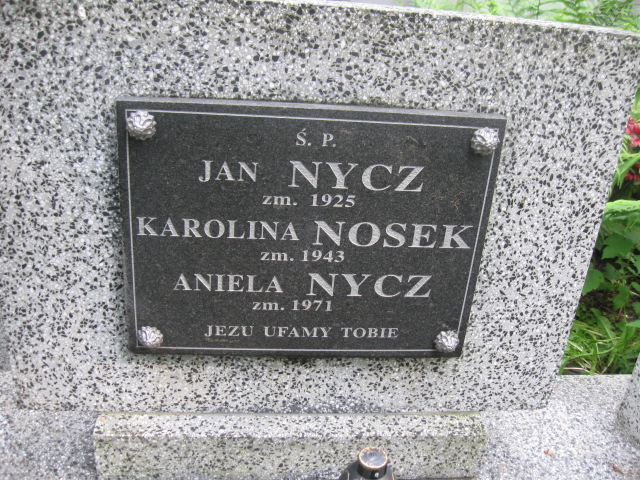 Ś. P.
JAN NYCZ
zm. 1925
KAROLINA NOSEK
zm. 1943
ANIELA NYCZ
zm. 1971
JEZU UFAMY TOBIE